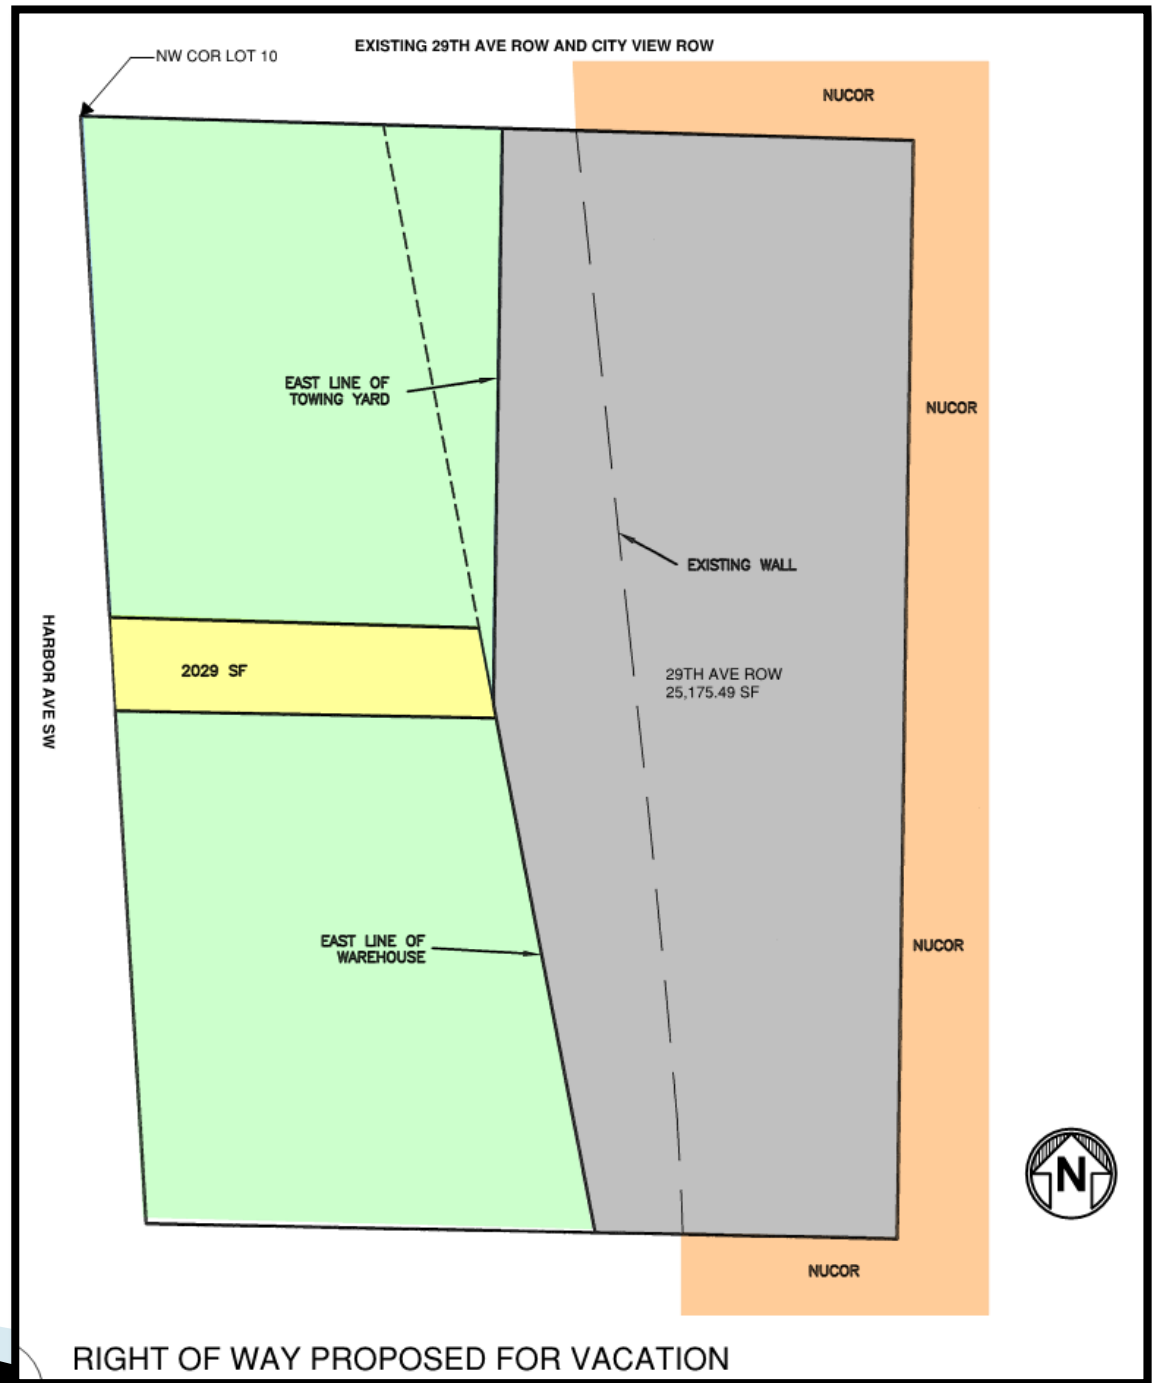 EXISTING 29TH AVE ROW AND CITY VIEW ROW
NW COR LOT 10
NUCOR
EAST LINE OF
TOWING YARD
NUCOR
EXISTING WALL
HARBOR AVE SW
2029 SF
29TH AVE ROW
25,175.49 SF
EAST LINE OF
WAREHOUSE
NUCOR
N
NUCOR
RIGHT OF WAY PROPOSED FOR VACATION